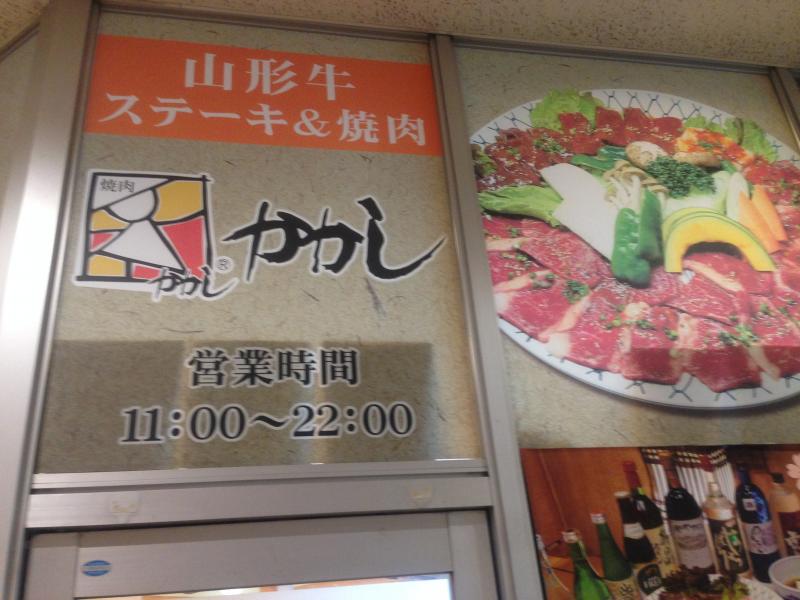 山形牛
ステーキ&焼肉
焼肉
かかし®
かかし
営業時間
11:00～22:00